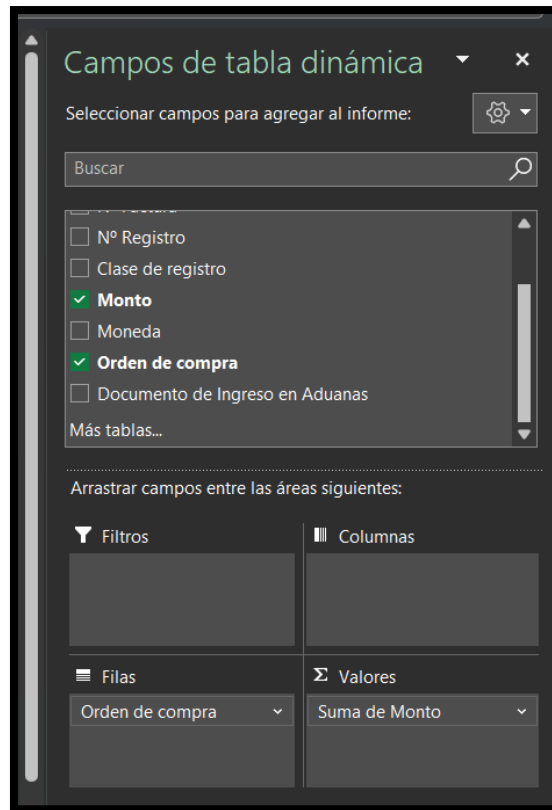 Campos de tabla dinámica
Seleccionar campos para agregar al informe:
Buscar
Nº Registro
Clase de registro
Monto
Moneda
Orden de compra
Documento de Ingreso en Aduanas
Más tablas...
Arrastrar campos entre las áreas siguientes:
Filtros
Columnas
Filas
Σ Valores
Orden de compra
Suma de Monto